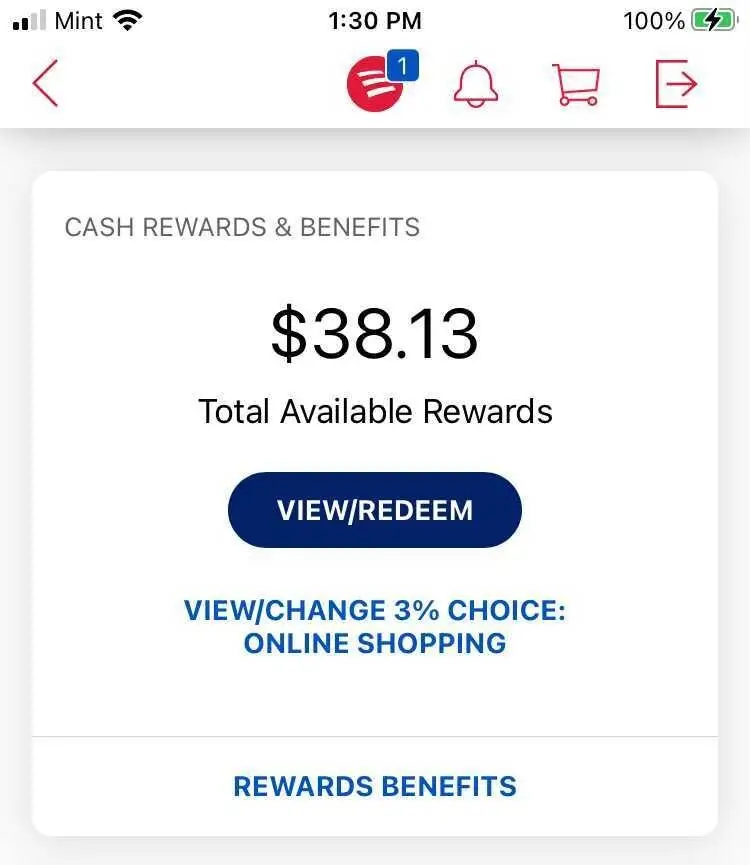 Mint 1:30 PM 100%
1
CASH REWARDS & BENEFITS
$38.13
Total Available Rewards
VIEW/REDEEM
VIEW/CHANGE 3% CHOICE:
ONLINE SHOPPING
REWARDS BENEFITS